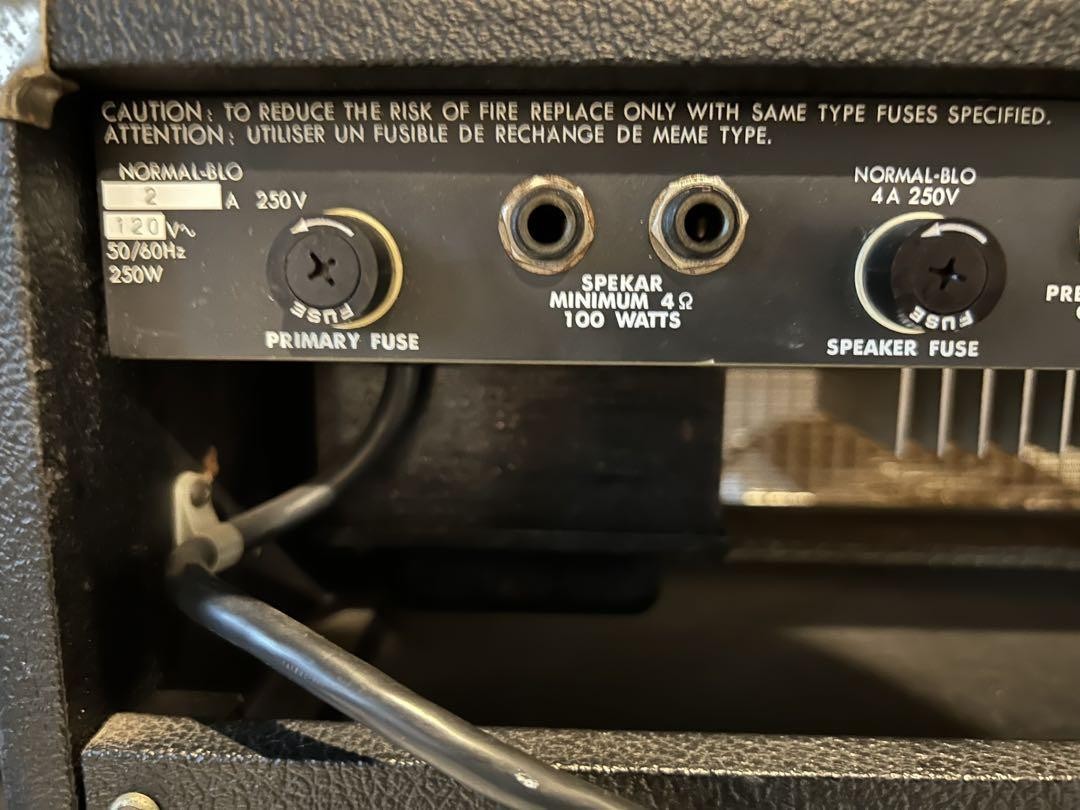 CAUTION: TO REDUCE THE RISK OF FIRE REPLACE ONLY WITH SAME TYPE FUSES SPECIFIED.
ATTENTION: UTILISER UN FUSIBLE DE RECHANGE DE MEME TYPE.
NORMAL-BLO
2 A 250V
120 V~
50/60Hz
250W
FUSE
PRIMARY FUSE
SPEKAR
MINIMUM 4Ω
100 WATTS
NORMAL-BLO
4A 250V
FUSE
SPEAKER FUSE
PRE